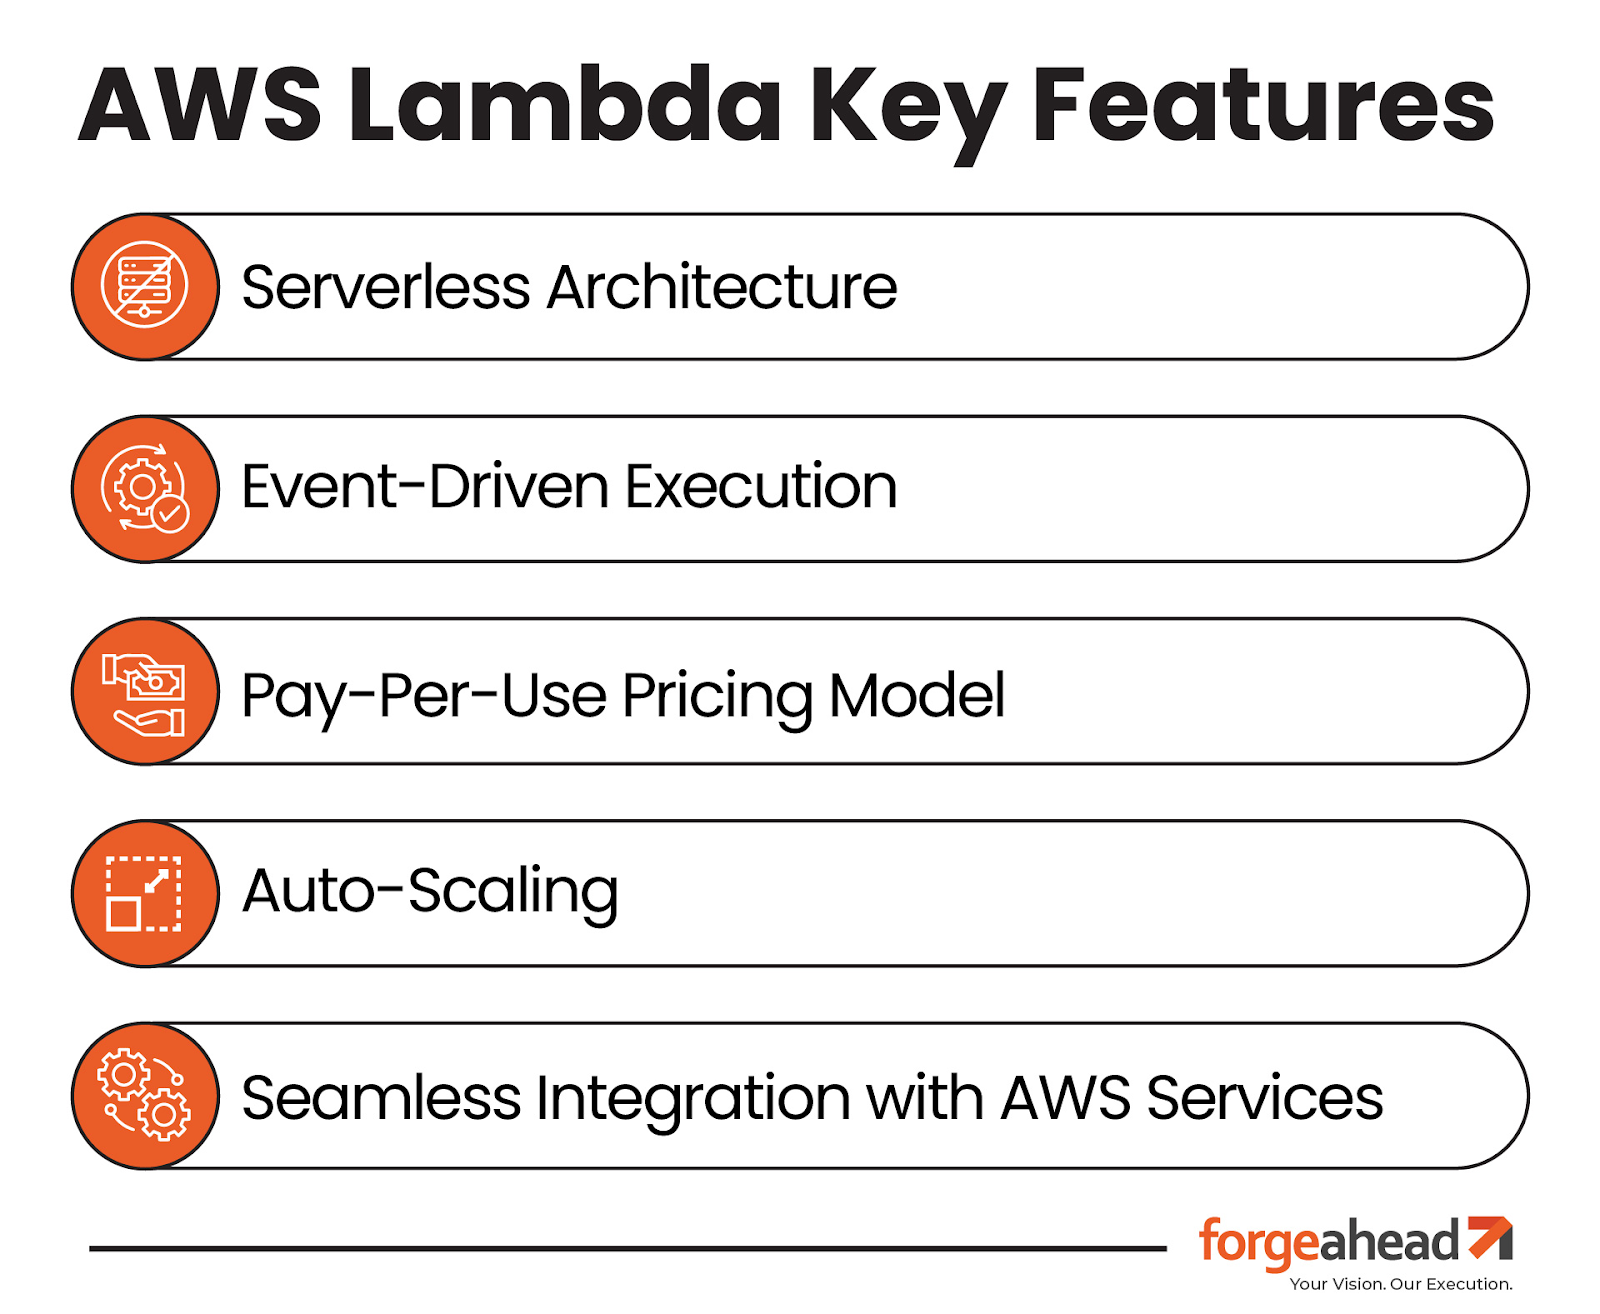 AWS Lambda Key Features
Serverless Architecture
Event-Driven Execution
Pay-Per-Use Pricing Model
Auto-Scaling
Seamless Integration with AWS Services
forgeahead
Your Vision. Our Execution.